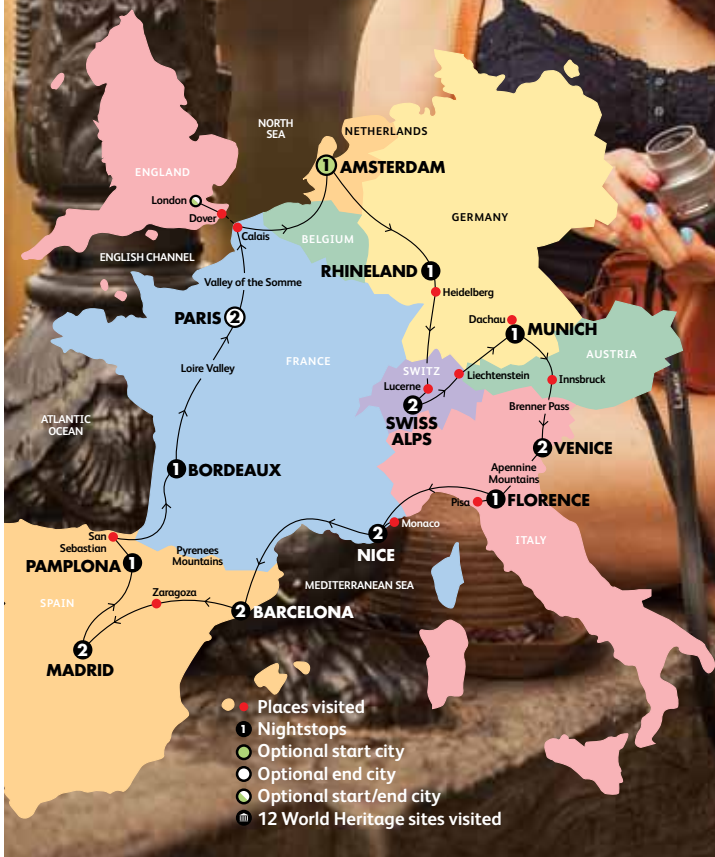 NORTH
SEA
NETHERLANDS
1 AMSTERDAM
ENGLAND
London
Dover
Calais
GERMANY
BELGIUM
ENGLISH CHANNEL
RHINELAND 1
Valley of the Somme
Heidelberg
PARIS 2
Dachau
1 MUNICH
AUSTRIA
FRANCE
Loire Valley
SWITZ
Liechtenstein
Innsbruck
Lucerne
2
SWISS
ALPS
Brenner Pass
ATLANTIC
OCEAN
2 VENICE
1 BORDEAUX
Apennine
Mountains
Pisa
1 FLORENCE
Monaco
2
NICE
ITALY
San
Sebastian
PAMPLONA 1
Pyrenees
Mountains
MEDITERRANEAN SEA
SPAIN
Zaragoza
2 BARCELONA
2
MADRID
Places visited
1 Nightstops
Optional start city
Optional end city
Optional start/end city
12 World Heritage sites visited